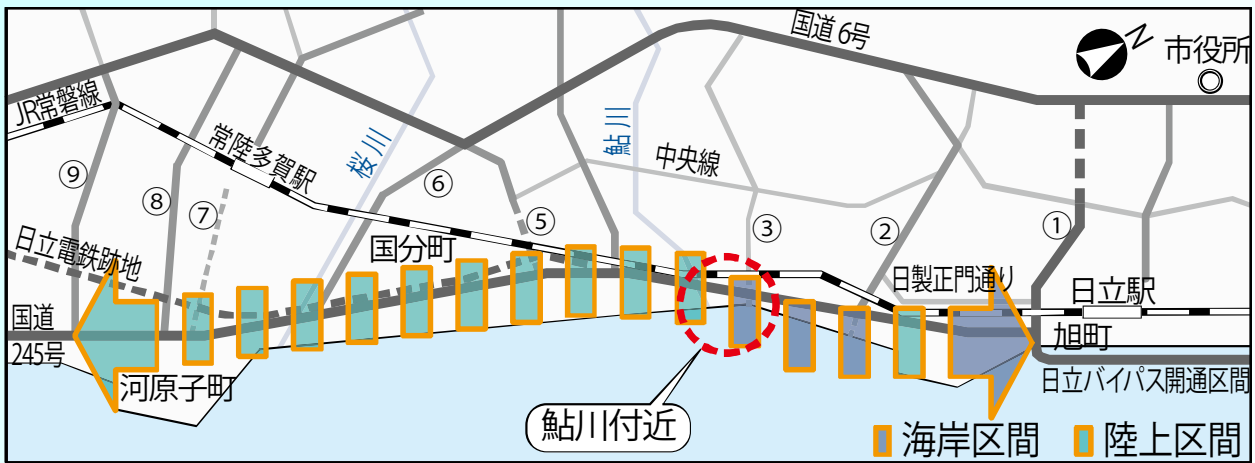 国道 6号
N
市役所
JR常磐線
常陸多賀駅
桜川
鮎川
中央線
⑨
⑧
⑦
⑥
⑤
③
②
①
日立電鉄跡地
国分町
日製正門通り
日立駅
国道
245号
旭町
河原子町
日立バイパス開通区間
鮎川付近
海岸区間
陸上区間